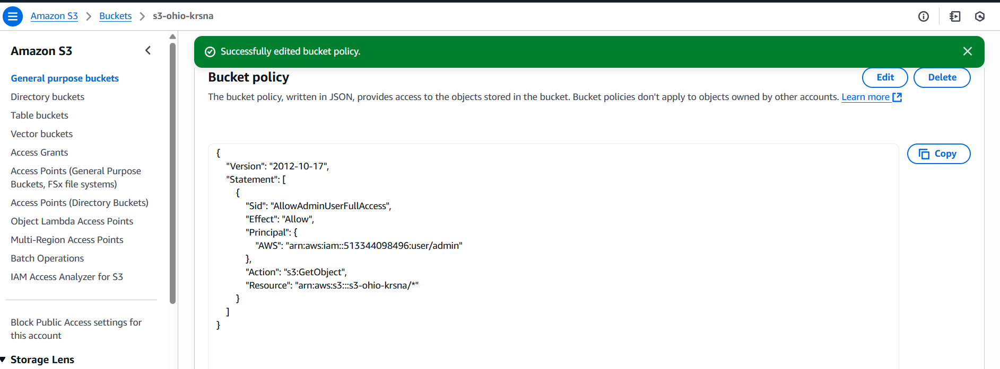 Amazon S3 > Buckets > s3-ohio-krsna
Amazon S3
General purpose buckets
Directory buckets
Table buckets
Vector buckets
Access Grants
Access Points (General Purpose
Buckets, FSx file systems)
Access Points (Directory Buckets)
Object Lambda Access Points
Multi-Region Access Points
Batch Operations
IAM Access Analyzer for S3
Block Public Access settings for
this account
Storage Lens
Successfully edited bucket policy.
Bucket policy
Edit
Delete
The bucket policy, written in JSON, provides access to the objects stored in the bucket. Bucket policies don't apply to objects owned by other accounts. Learn more
Copy
{
"Version": "2012-10-17",
"Statement": [
{
"Sid": "AllowAdminUserFullAccess",
"Effect": "Allow",
"Principal": {
"AWS": "arn:aws:iam::513344098496:user/admin"
},
"Action": "s3:GetObject",
"Resource": "arn:aws:s3:::s3-ohio-krsna/*"
}
]
}